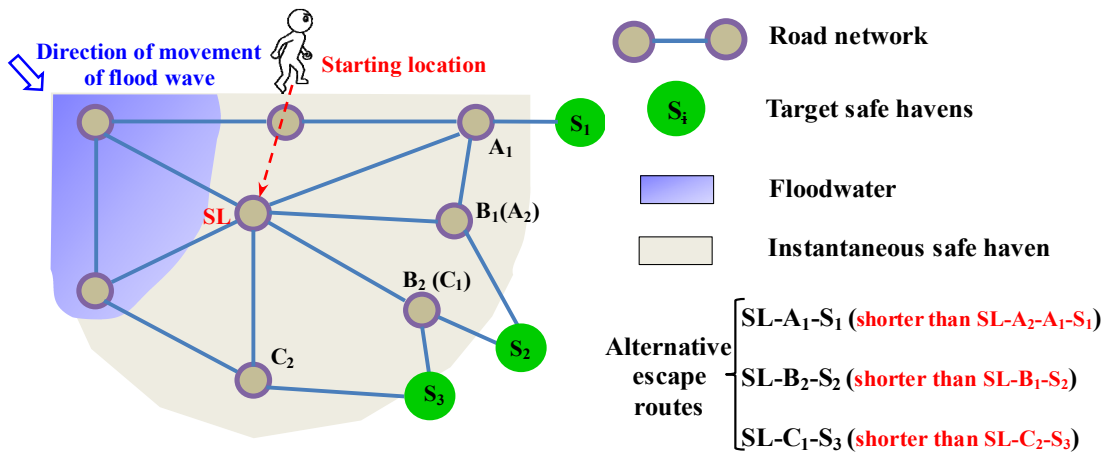 Direction of movement
of flood wave
Starting location
S₁
A₁
SL
B₁(A₂)
B₂ (C₁)
S₂
C₂
S₃
Road network
Sᵢ
Target safe havens
Floodwater
Instantaneous safe haven
Alternative
escape
routes
SL-A₁-S₁ (shorter than SL-A₂-A₁-S₁)
SL-B₂-S₂ (shorter than SL-B₁-S₂)
SL-C₁-S₃ (shorter than SL-C₂-S₃)